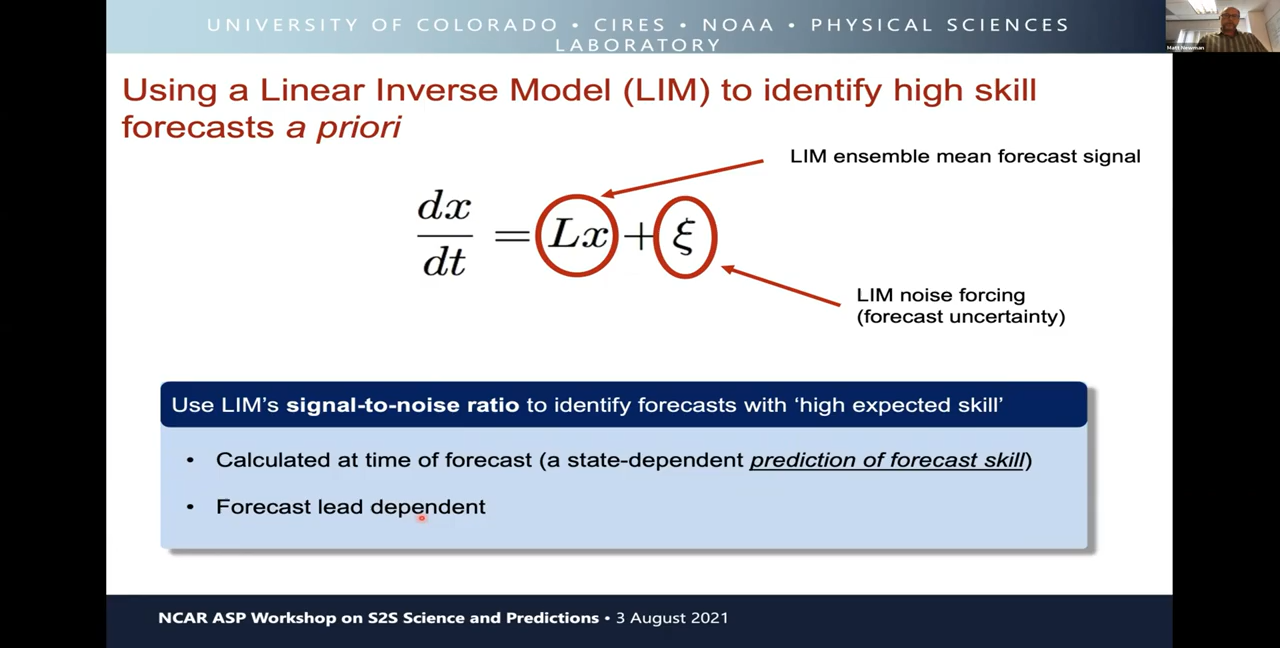 UNIVERSITY OF COLORADO • CIRES • NOAA • PHYSICAL SCIENCES
LABORATORY
Matt Newman
Using a Linear Inverse Model (LIM) to identify high skill
forecasts a priori
LIM ensemble mean forecast signal
dx/dt = Lx + ξ
LIM noise forcing
(forecast uncertainty)
Use LIM's signal-to-noise ratio to identify forecasts with 'high expected skill'
• Calculated at time of forecast (a state-dependent prediction of forecast skill)
• Forecast lead dependent
NCAR ASP Workshop on S2S Science and Predictions • 3 August 2021